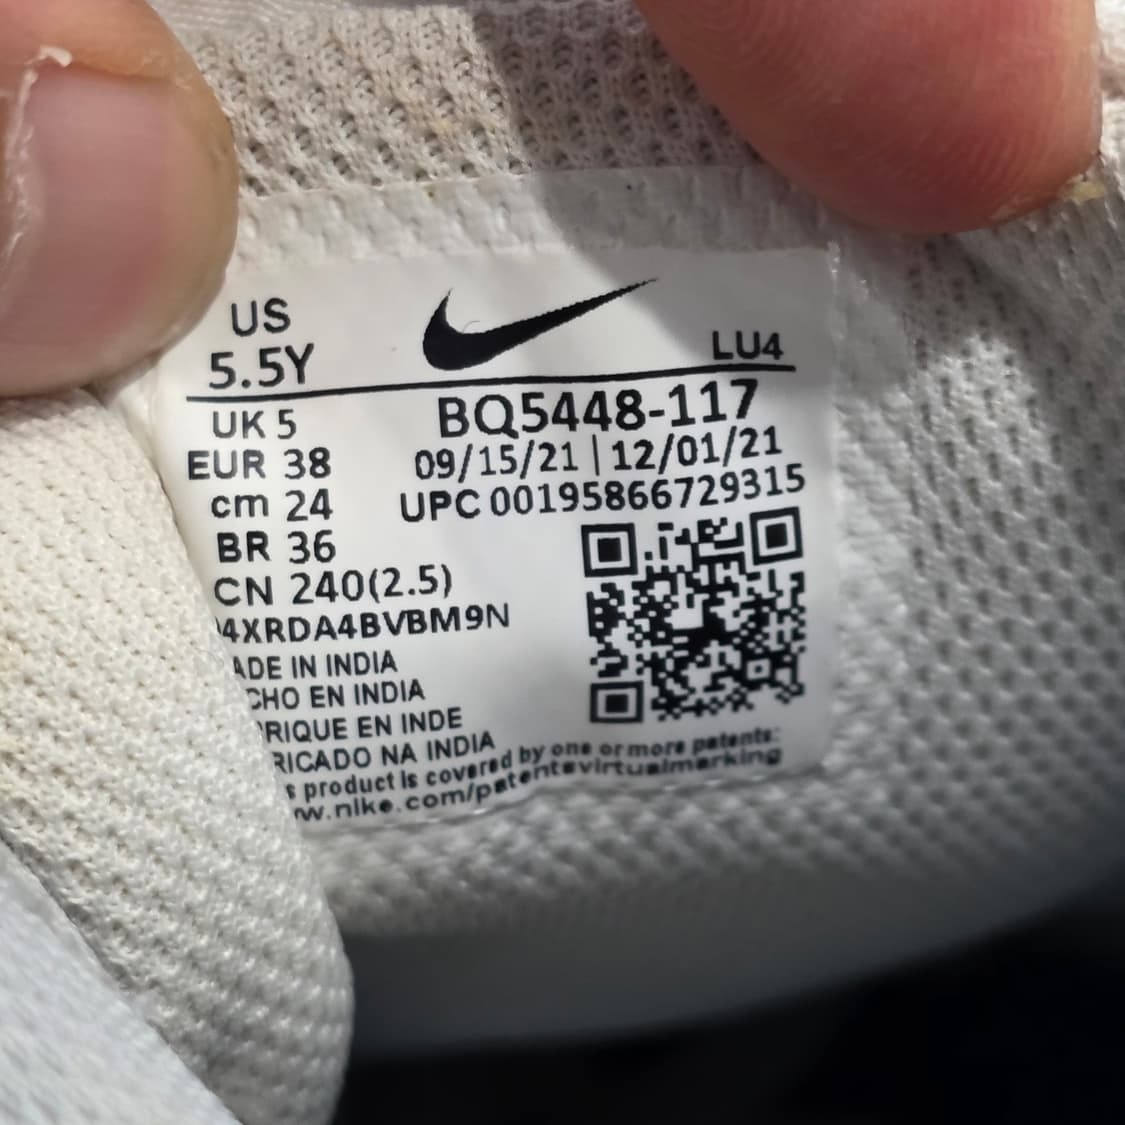 US
5.5Y
LU4
UK 5
EUR 38
cm 24
BR 36
CN 240(2.5)
BQ5448-117
09/15/21 | 12/01/21
UPC 00195866729315
4XRDA4BVBM9N
ADE IN INDIA
CHO EN INDIA
RIQUE EN INDE
RICADO NA INDIA
s product is covered by one or more patents:
w.nike.com/patentsvirtualmarking